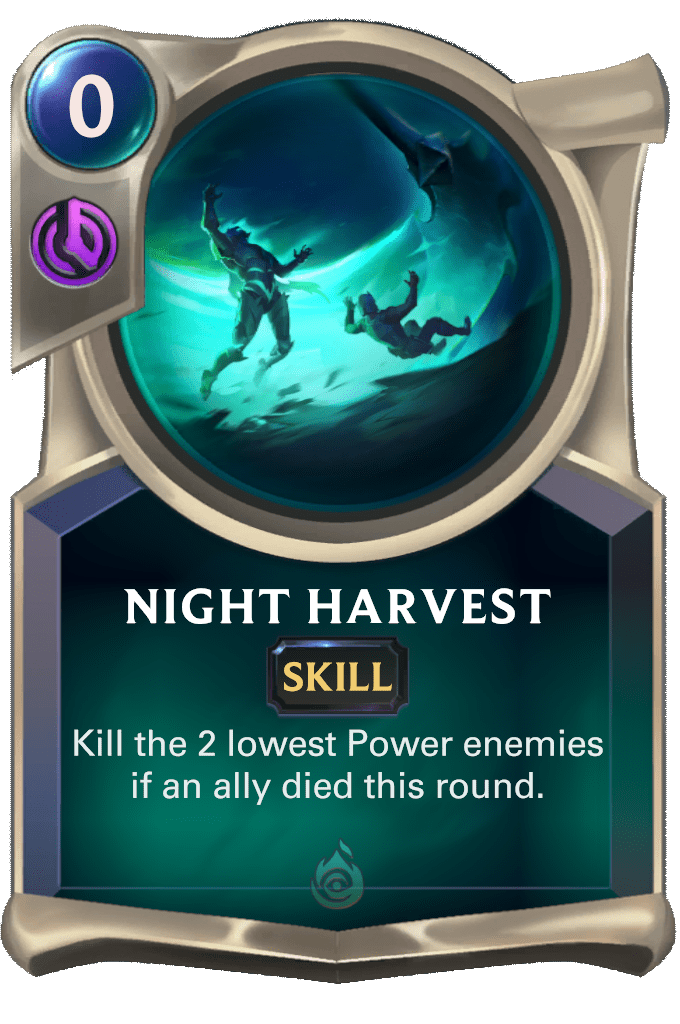 0
NIGHT HARVEST
SKILL
Kill the 2 lowest Power enemies
if an ally died this round.